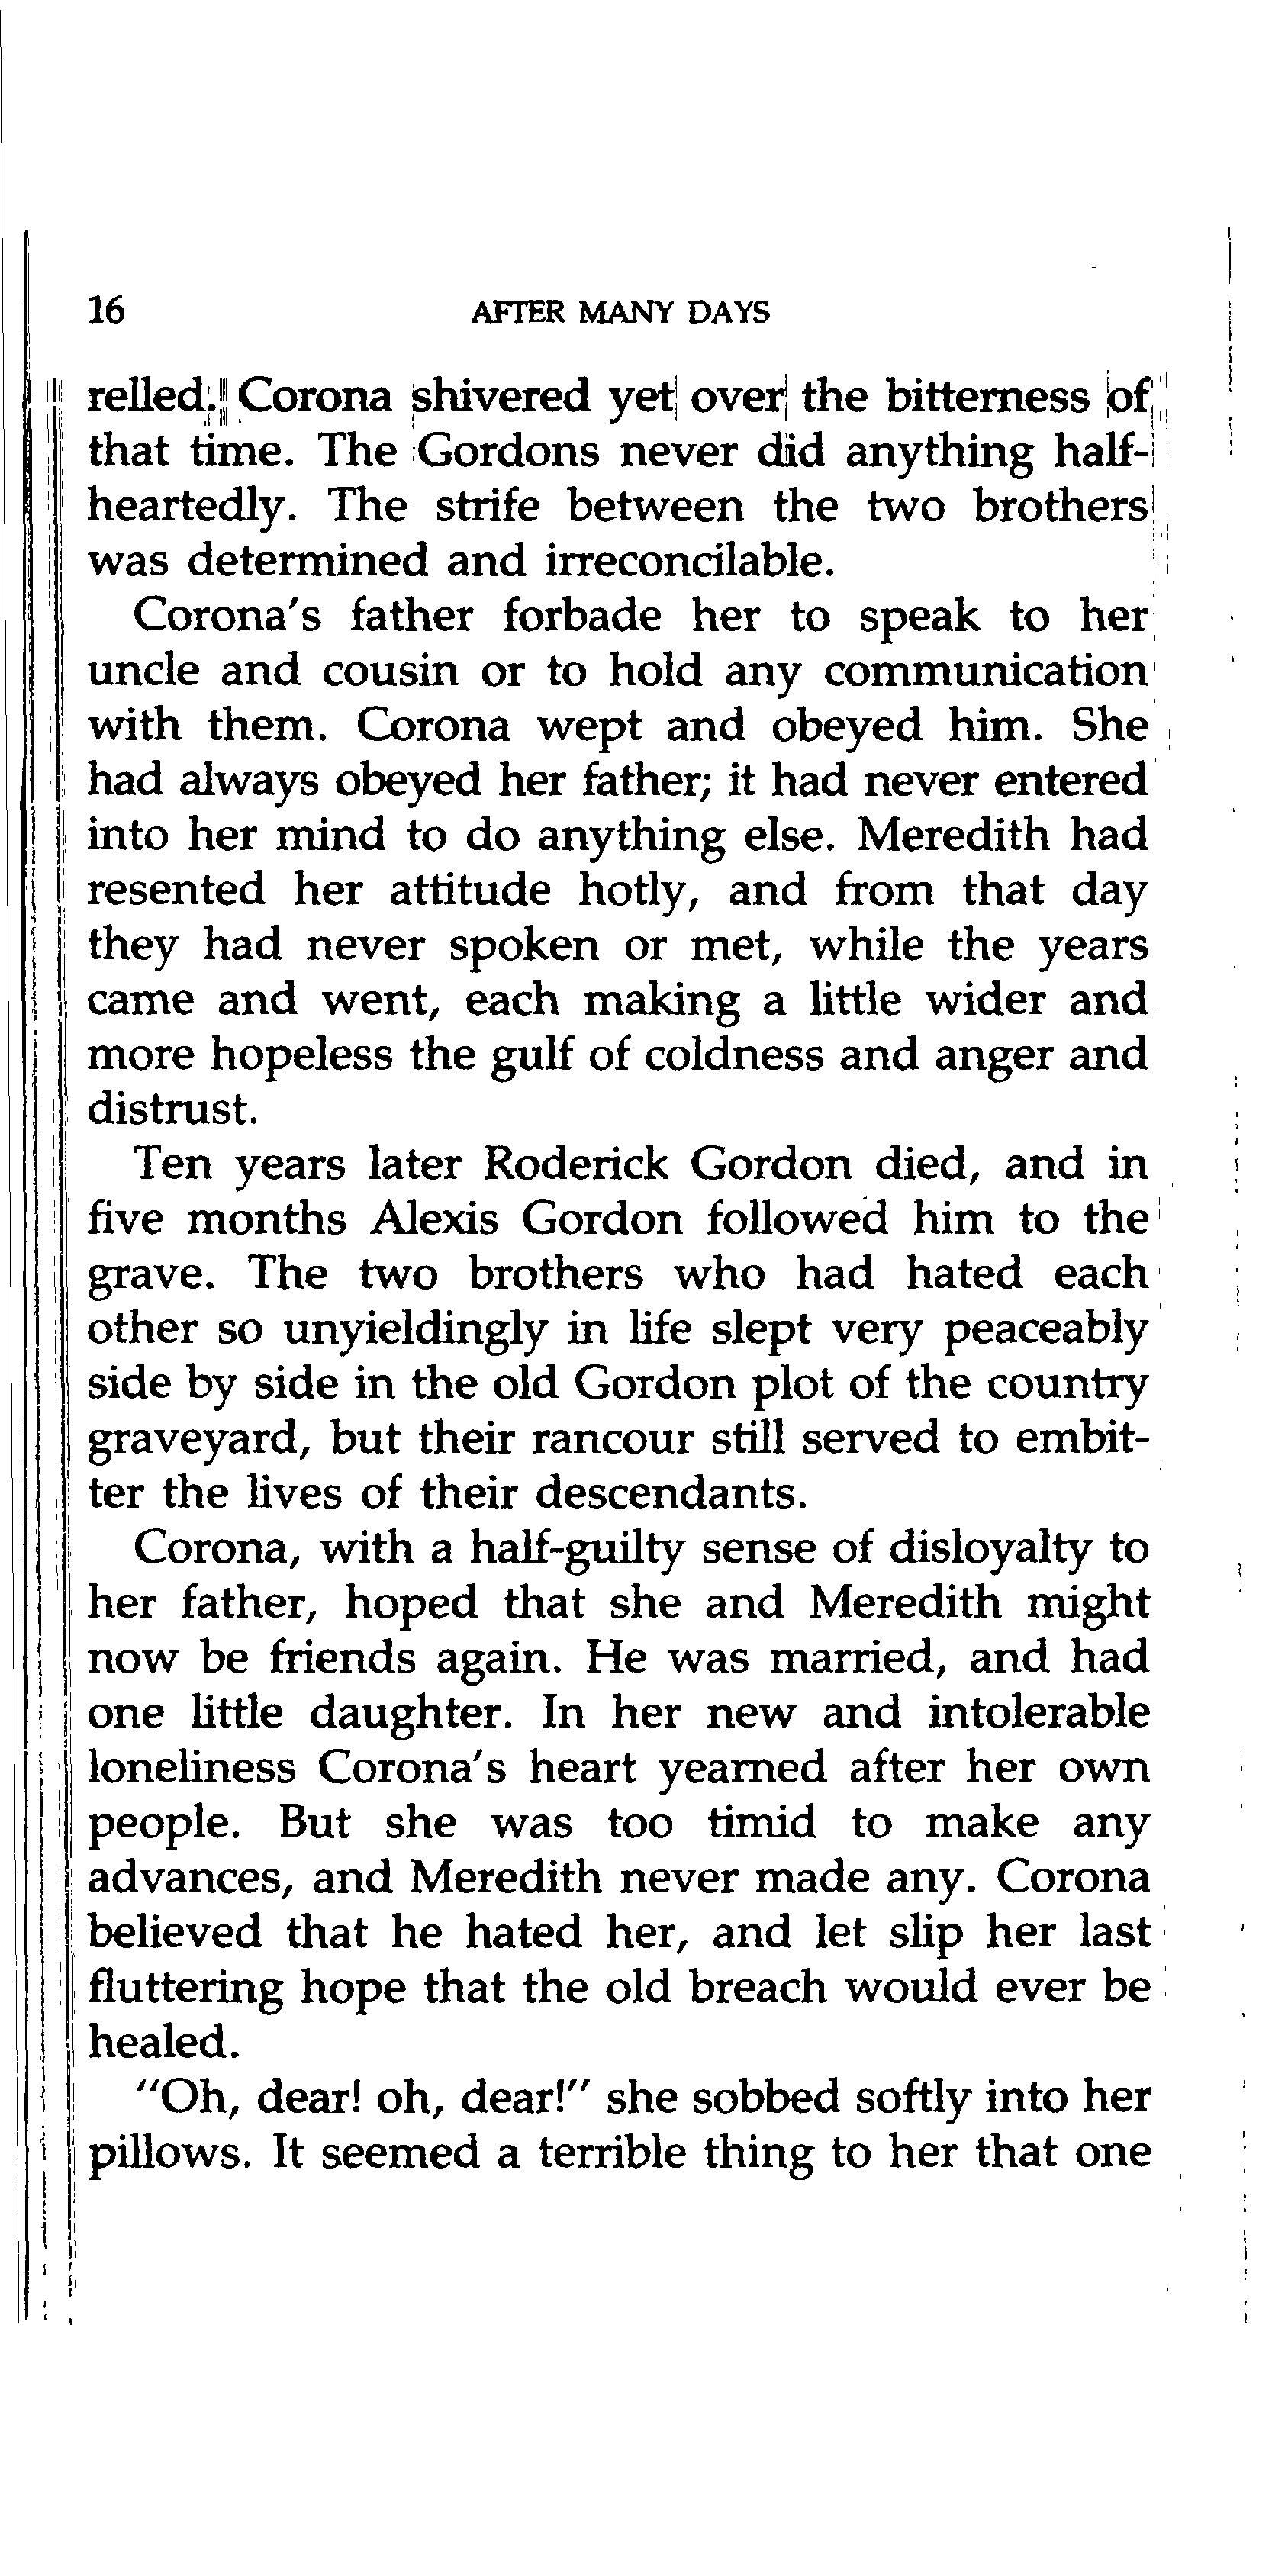 16 AFTER MANY DAYS
relled. Corona shivered yet over the bitterness of
that time. The Gordons never did anything half-
heartedly. The strife between the two brothers
was determined and irreconcilable.
Corona's father forbade her to speak to her
uncle and cousin or to hold any communication
with them. Corona wept and obeyed him. She
had always obeyed her father; it had never entered
into her mind to do anything else. Meredith had
resented her attitude hotly, and from that day
they had never spoken or met, while the years
came and went, each making a little wider and
more hopeless the gulf of coldness and anger and
distrust.
Ten years later Roderick Gordon died, and in
five months Alexis Gordon followed him to the
grave. The two brothers who had hated each
other so unyieldingly in life slept very peaceably
side by side in the old Gordon plot of the country
graveyard, but their rancour still served to embit-
ter the lives of their descendants.
Corona, with a half-guilty sense of disloyalty to
her father, hoped that she and Meredith might
now be friends again. He was married, and had
one little daughter. In her new and intolerable
loneliness Corona's heart yearned after her own
people. But she was too timid to make any
advances, and Meredith never made any. Corona
believed that he hated her, and let slip her last
fluttering hope that the old breach would ever be
healed.
"Oh, dear! oh, dear!" she sobbed softly into her
pillows. It seemed a terrible thing to her that one